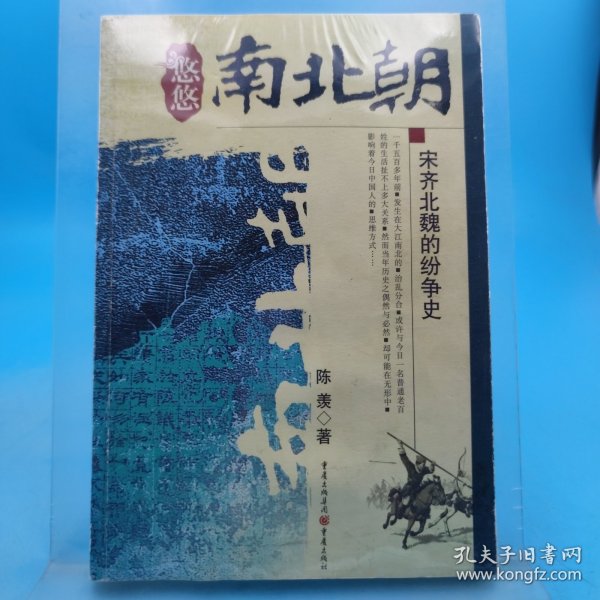 悠悠
南北朝
宋齐北魏的纷争史
一千五百多年前■发生在大江南北的■治乱分合■或许与今日一名普通老百
姓的生活扯不上多大关系■然而当年历史之偶然与必然■却可能在无形中■
影响着今日中国人的■思维方式……
陈羡◇著
重庆出版集团 重庆出版社
孔夫子旧书网
www.kongfz.com